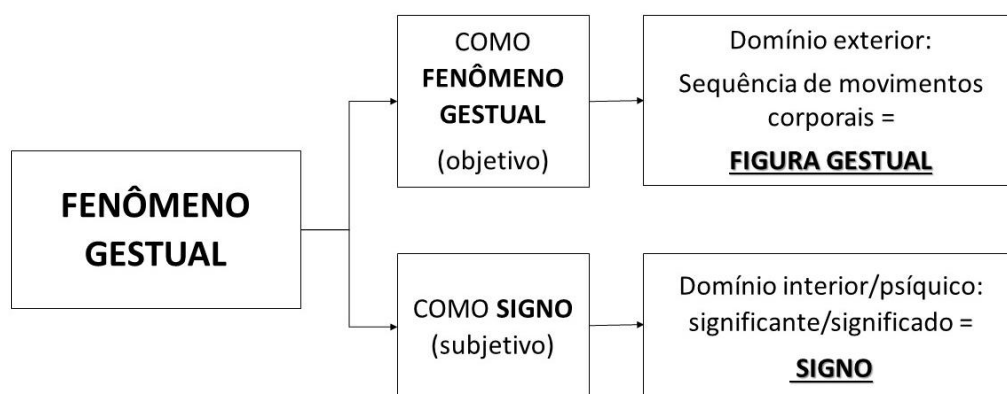 FENÔMENO
GESTUAL
COMO
FENÔMENO
GESTUAL
(objetivo)
Domínio exterior:
Sequência de movimentos
corporais =
FIGURA GESTUAL
COMO SIGNO
(subjetivo)
Domínio interior/psíquico:
significante/significado =
SIGNO